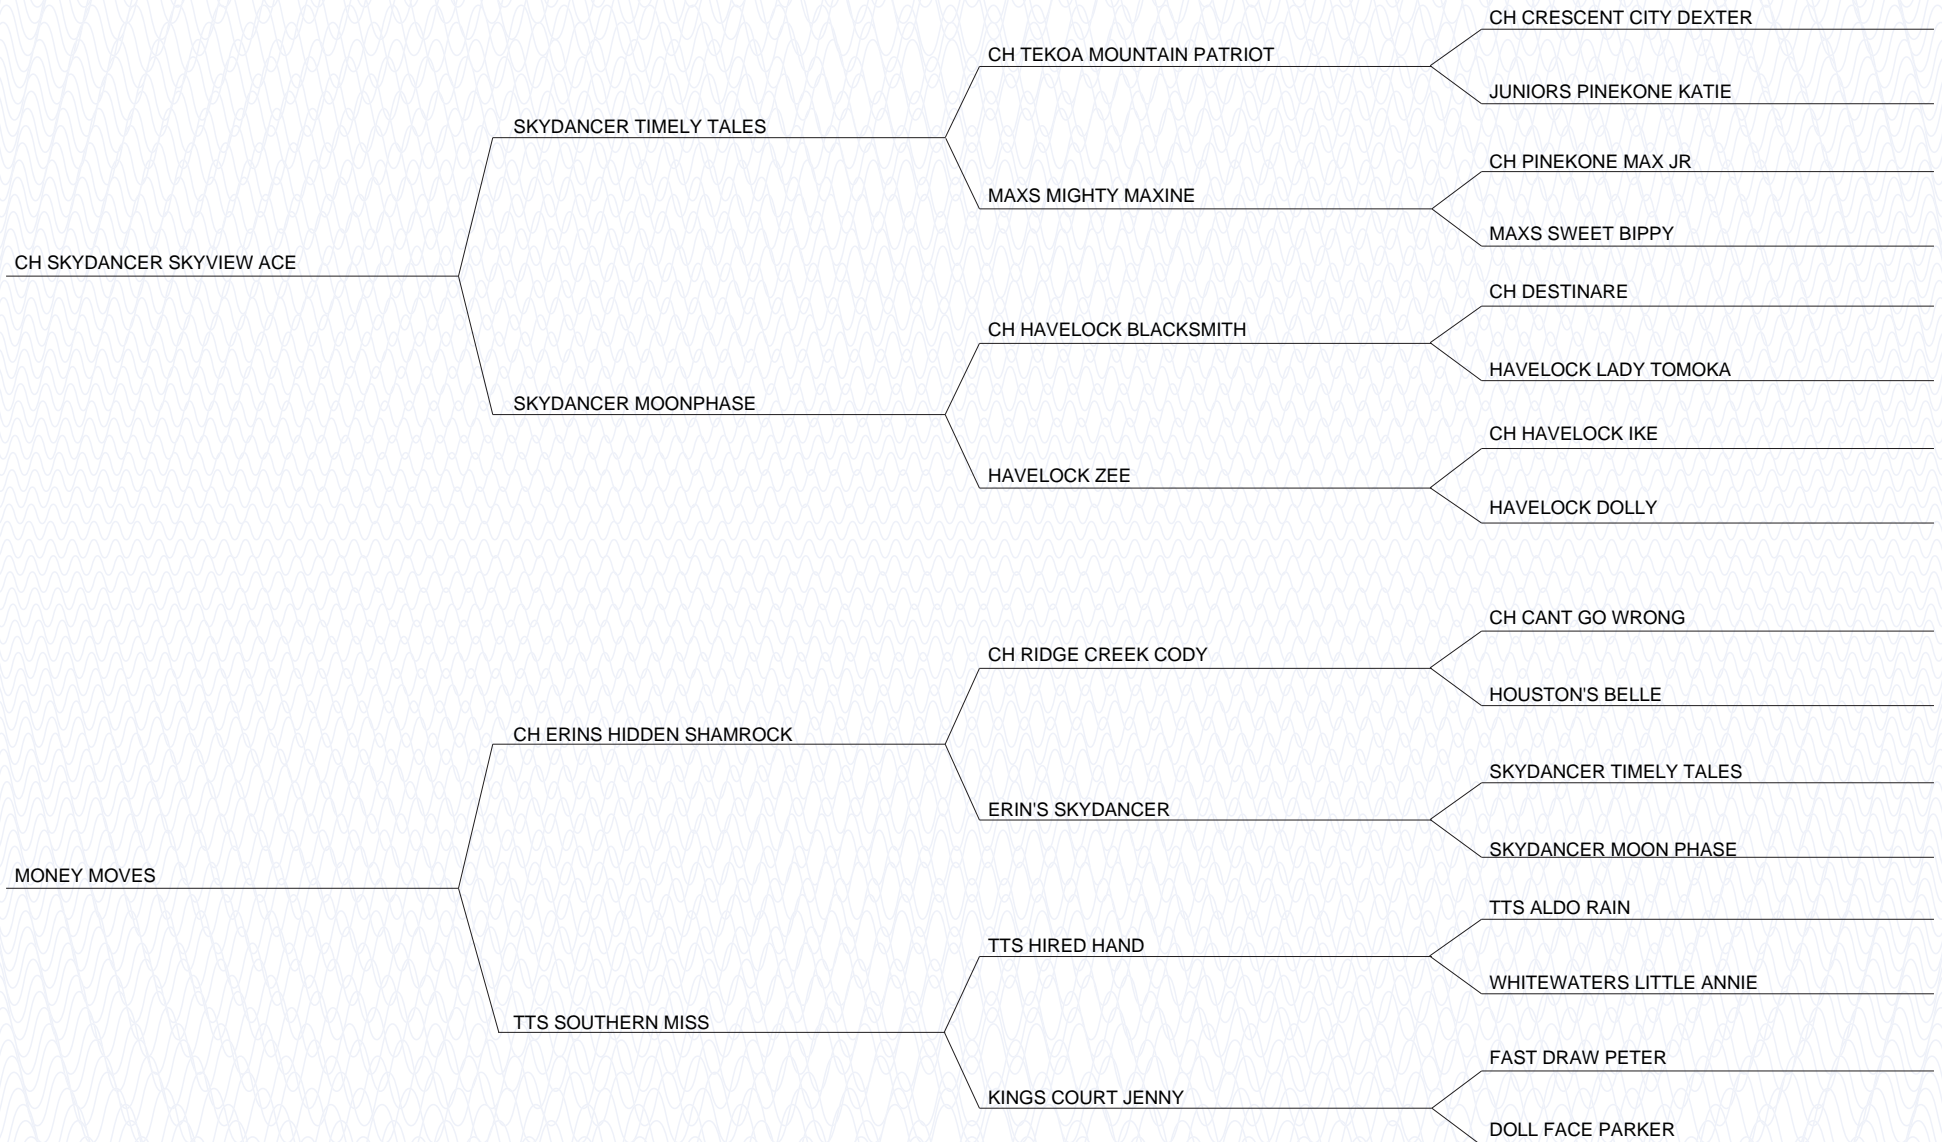 CH CRESCENT CITY DEXTER
CH TEKOA MOUNTAIN PATRIOT
JUNIORS PINEKONE KATIE
SKYDANCER TIMELY TALES
CH PINEKONE MAX JR
MAXS MIGHTY MAXINE
MAXS SWEET BIPPY
CH SKYDANCER SKYVIEW ACE
CH DESTINARE
CH HAVELOCK BLACKSMITH
HAVELOCK LADY TOMOKA
SKYDANCER MOONPHASE
CH HAVELOCK IKE
HAVELOCK ZEE
HAVELOCK DOLLY
CH CANT GO WRONG
CH RIDGE CREEK CODY
HOUSTON'S BELLE
CH ERINS HIDDEN SHAMROCK
SKYDANCER TIMELY TALES
ERIN'S SKYDANCER
SKYDANCER MOON PHASE
MONEY MOVES
TTS ALDO RAIN
TTS HIRED HAND
WHITEWATERS LITTLE ANNIE
TTS SOUTHERN MISS
FAST DRAW PETER
KINGS COURT JENNY
DOLL FACE PARKER